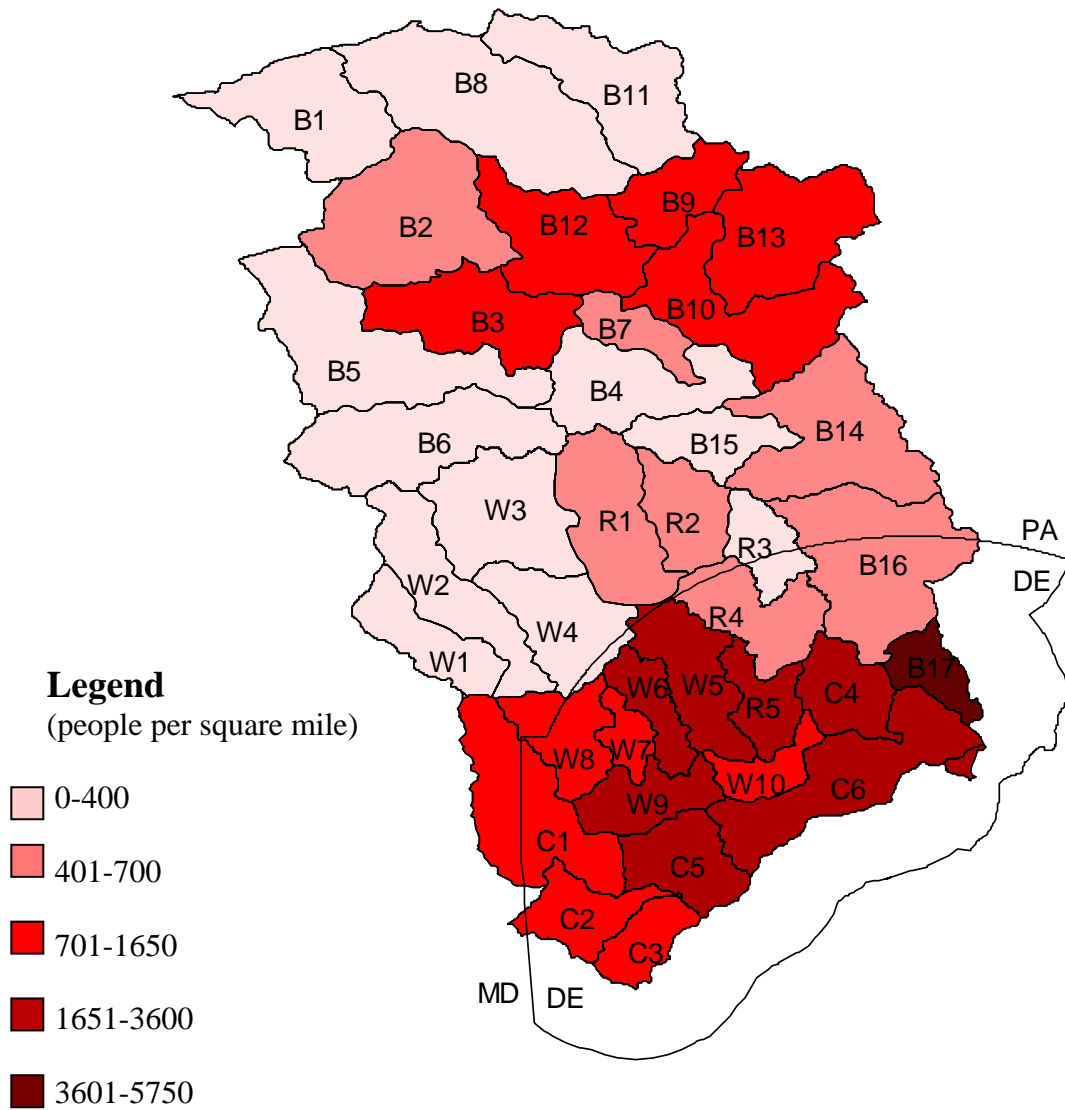 B8
B11
B1
B9
B2
B12
B13
B10
B3
B7
B5
B4
B6
B15
B14
W3
R1
R2
R3
PA
B16
DE
W2
R4
W4
W1
B17
W6
W5
R5
C4
Legend
(people per square mile)
W8
W7
W10
C6
W9
0-400
C1
C5
401-700
C2
C3
701-1650
MD
DE
1651-3600
3601-5750